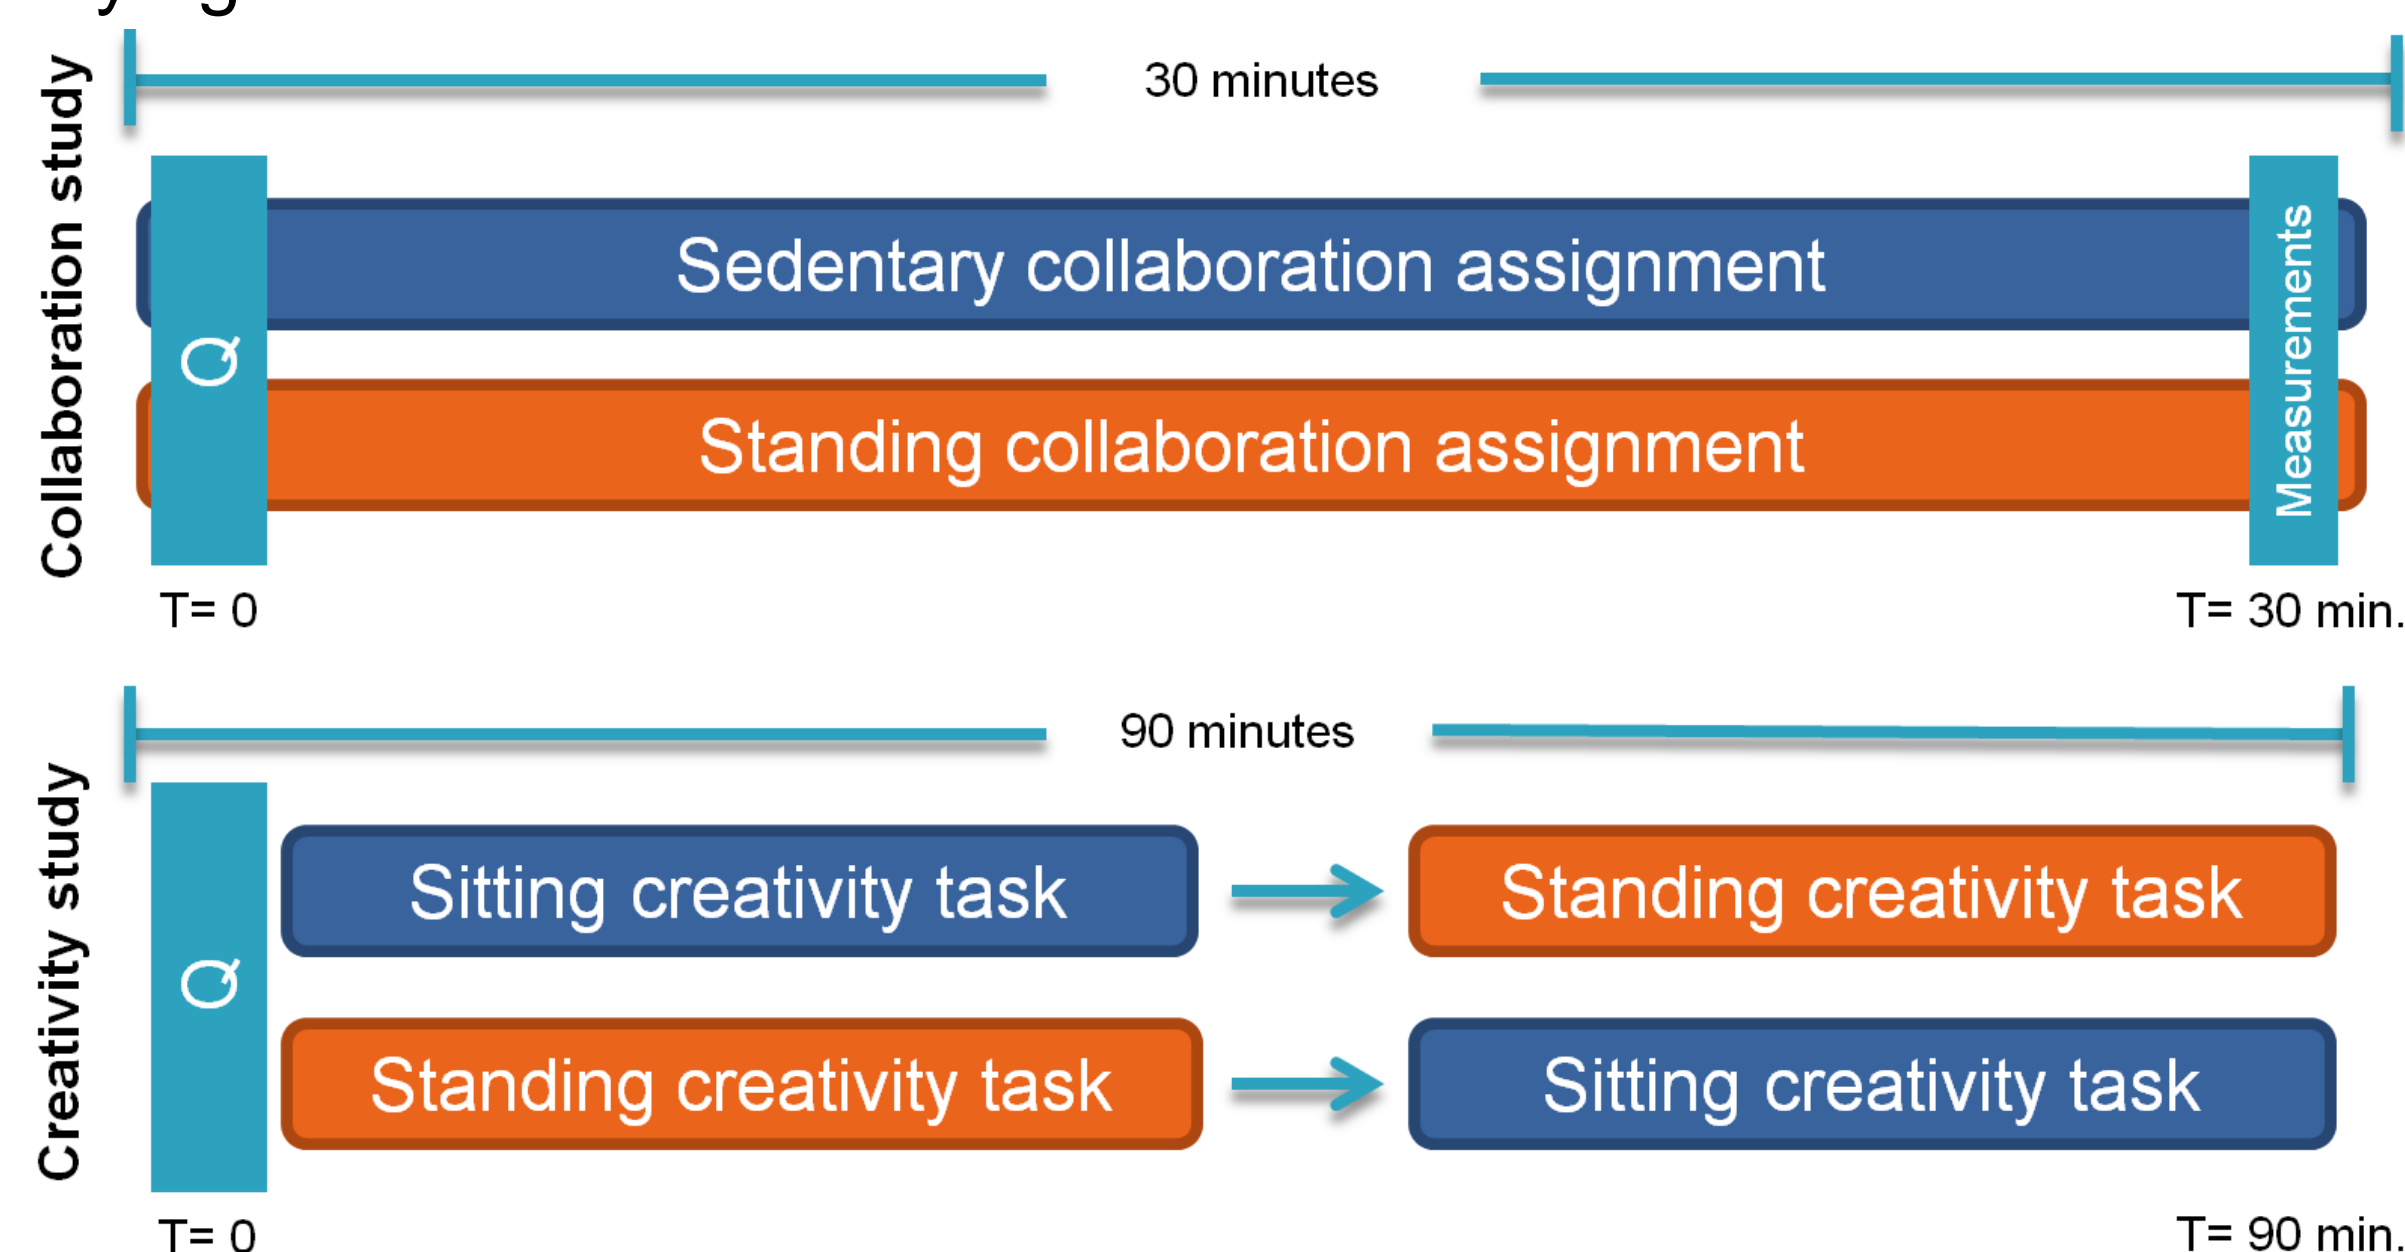 30 minutes
Collaboration study
Q
Sedentary collaboration assignment
Standing collaboration assignment
Measurements
T= 0
T= 30 min.
90 minutes
Creativity study
Q
Sitting creativity task
Standing creativity task
Standing creativity task
Sitting creativity task
T= 0
T= 90 min.